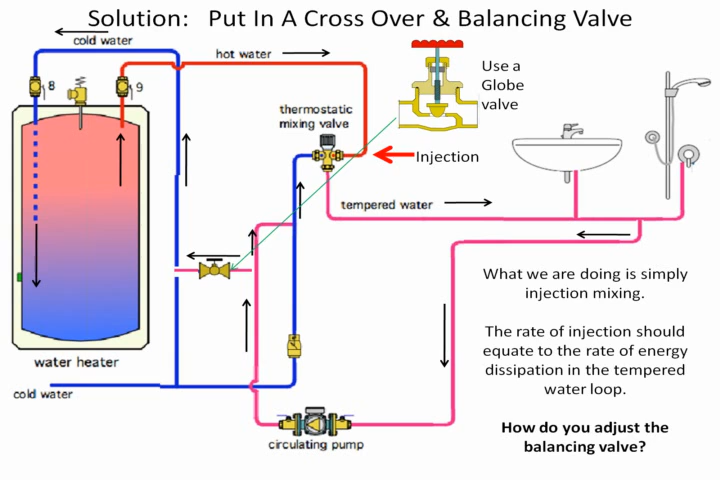 Solution:   Put In A Cross Over & Balancing Valve
cold water
hot water
8
9
Use a
Globe
valve
thermostatic
mixing valve
Injection
tempered water
What we are doing is simply
injection mixing.
The rate of injection should
equate to the rate of energy
dissipation in the tempered
water loop.
How do you adjust the
balancing valve?
water heater
cold water
circulating pump